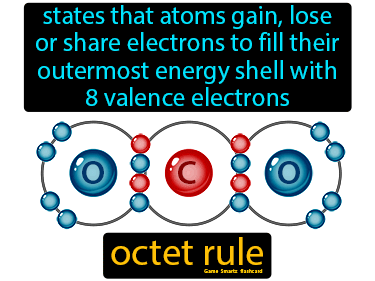 states that atoms gain, lose
or share electrons to fill their
outermost energy shell with
8 valence electrons
O C O
octet rule
Game Smartz flashcard